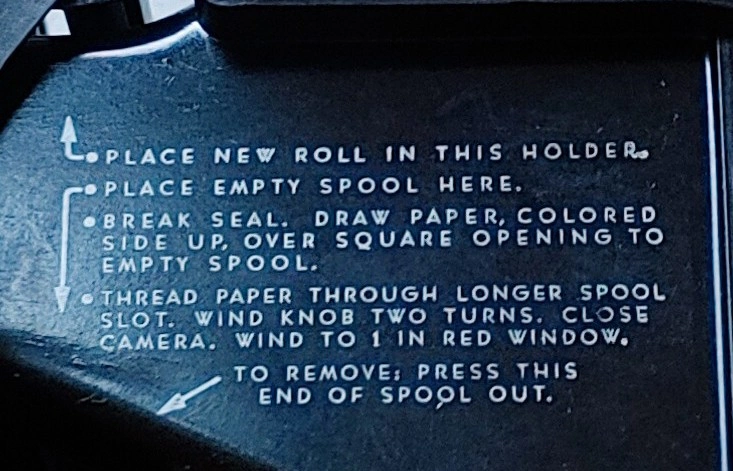 • PLACE NEW ROLL IN THIS HOLDER.
• PLACE EMPTY SPOOL HERE.
• BREAK SEAL. DRAW PAPER, COLORED
SIDE UP, OVER SQUARE OPENING TO
EMPTY SPOOL.
• THREAD PAPER THROUGH LONGER SPOOL
SLOT. WIND KNOB TWO TURNS. CLOSE
CAMERA. WIND TO 1 IN RED WINDOW.
TO REMOVE: PRESS THIS
END OF SPOOL OUT.